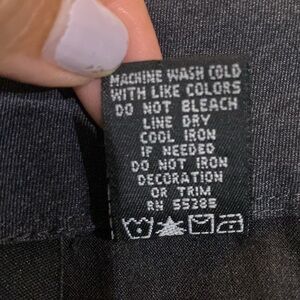 MACHINE WASH COLD
WITH LIKE COLORS
DO NOT BLEACH
LINE DRY
COOL IRON
IF NEEDED
DO NOT IRON
DECORATION
OR TRIM
RN 55285